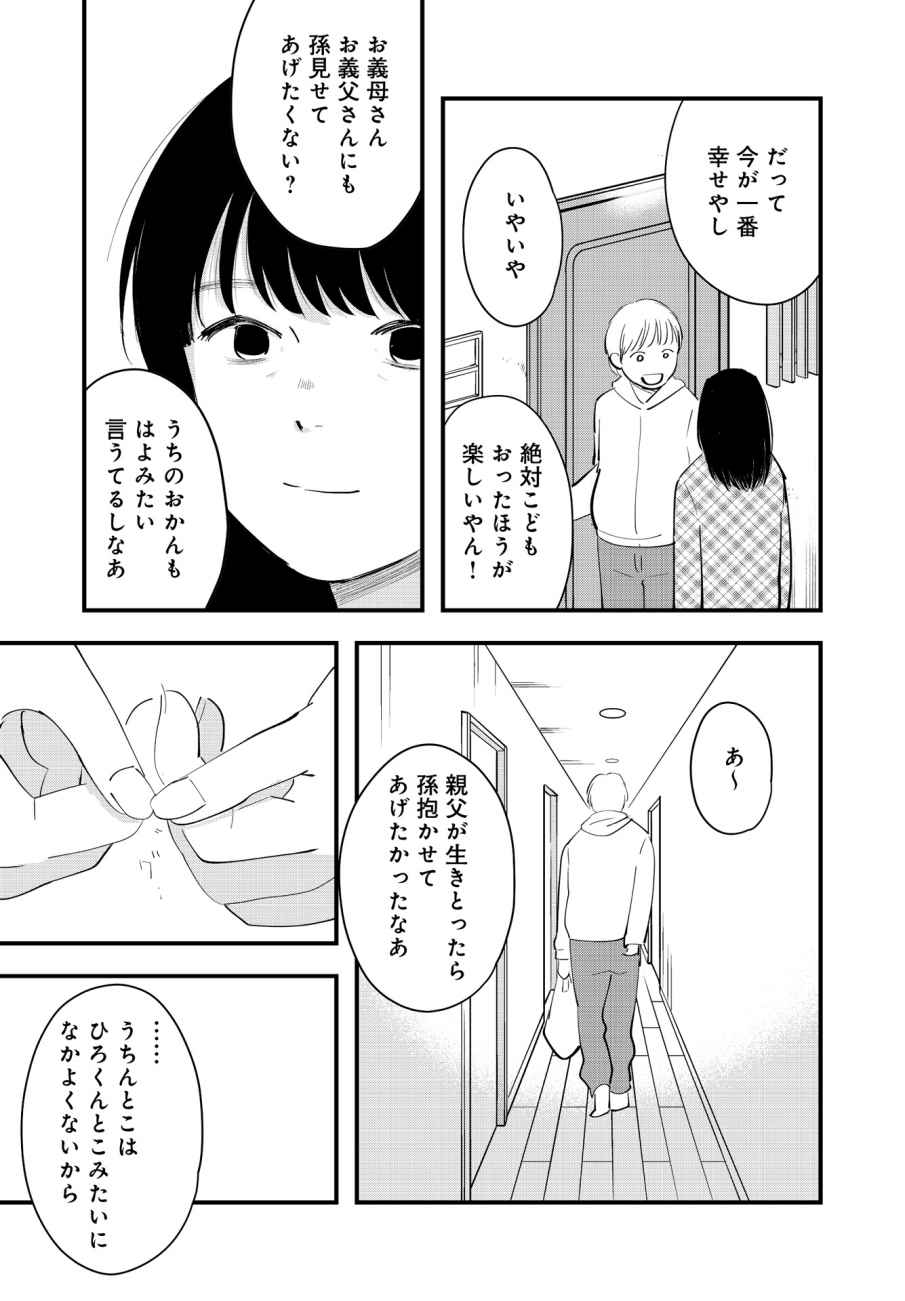 だって
今が一番
幸せやし
いやいや
絶対こども
おったほうが
楽しいやん！
お義母さん
お義父さんにも
孫見せて
あげたくない？
うちのおかんも
はよみたい
言うてるしなあ
あ〜
親父が生きとったら
孫抱かせて
あげたかったなあ
……
うちんとこは
ひろくんとこみたいに
なかよくないから